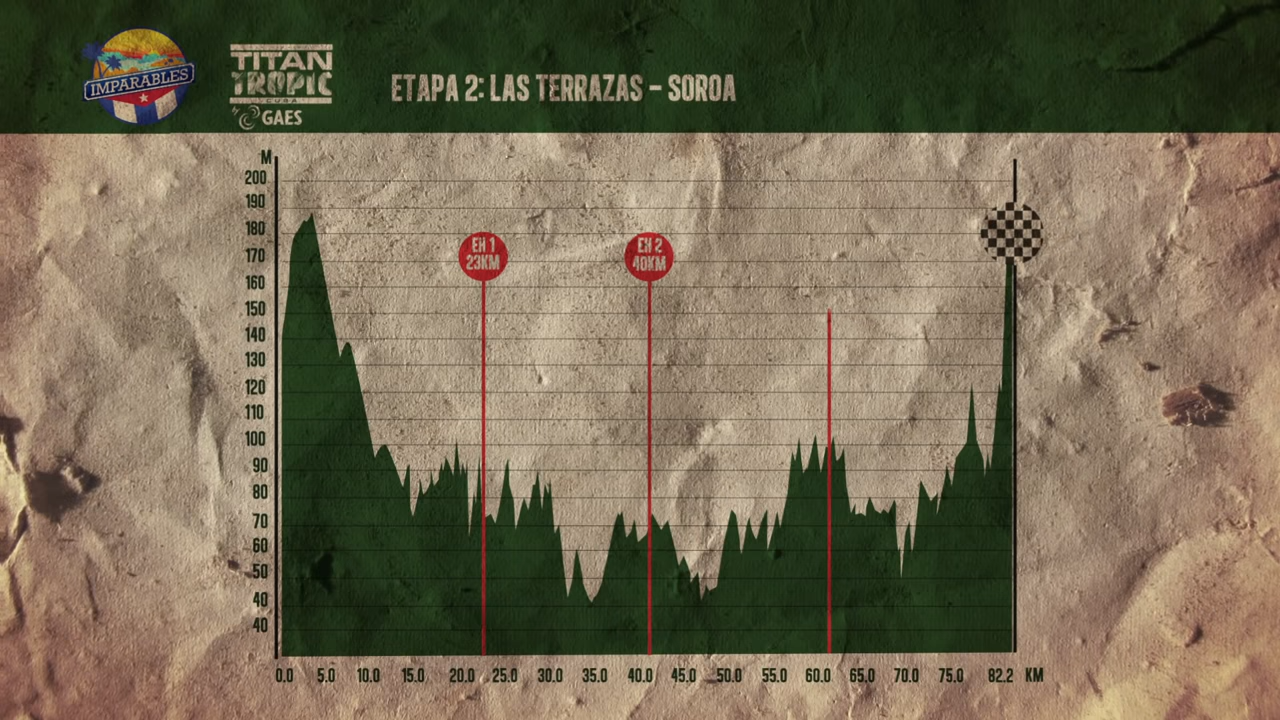 IMPARABLES
TITAN
TROPIC
CUBA
GAES
ETAPA 2: LAS TERRAZAS – SOROA
M
200
190
180
170
160
150
140
130
120
110
100
90
80
70
60
50
40
40
EH 1
23KM
EH 2
40KM
0.0 5.0 10.0 15.0 20.0 25.0 30.0 35.0 40.0 45.0 50.0 55.0 60.0 65.0 70.0 75.0 82.2 KM